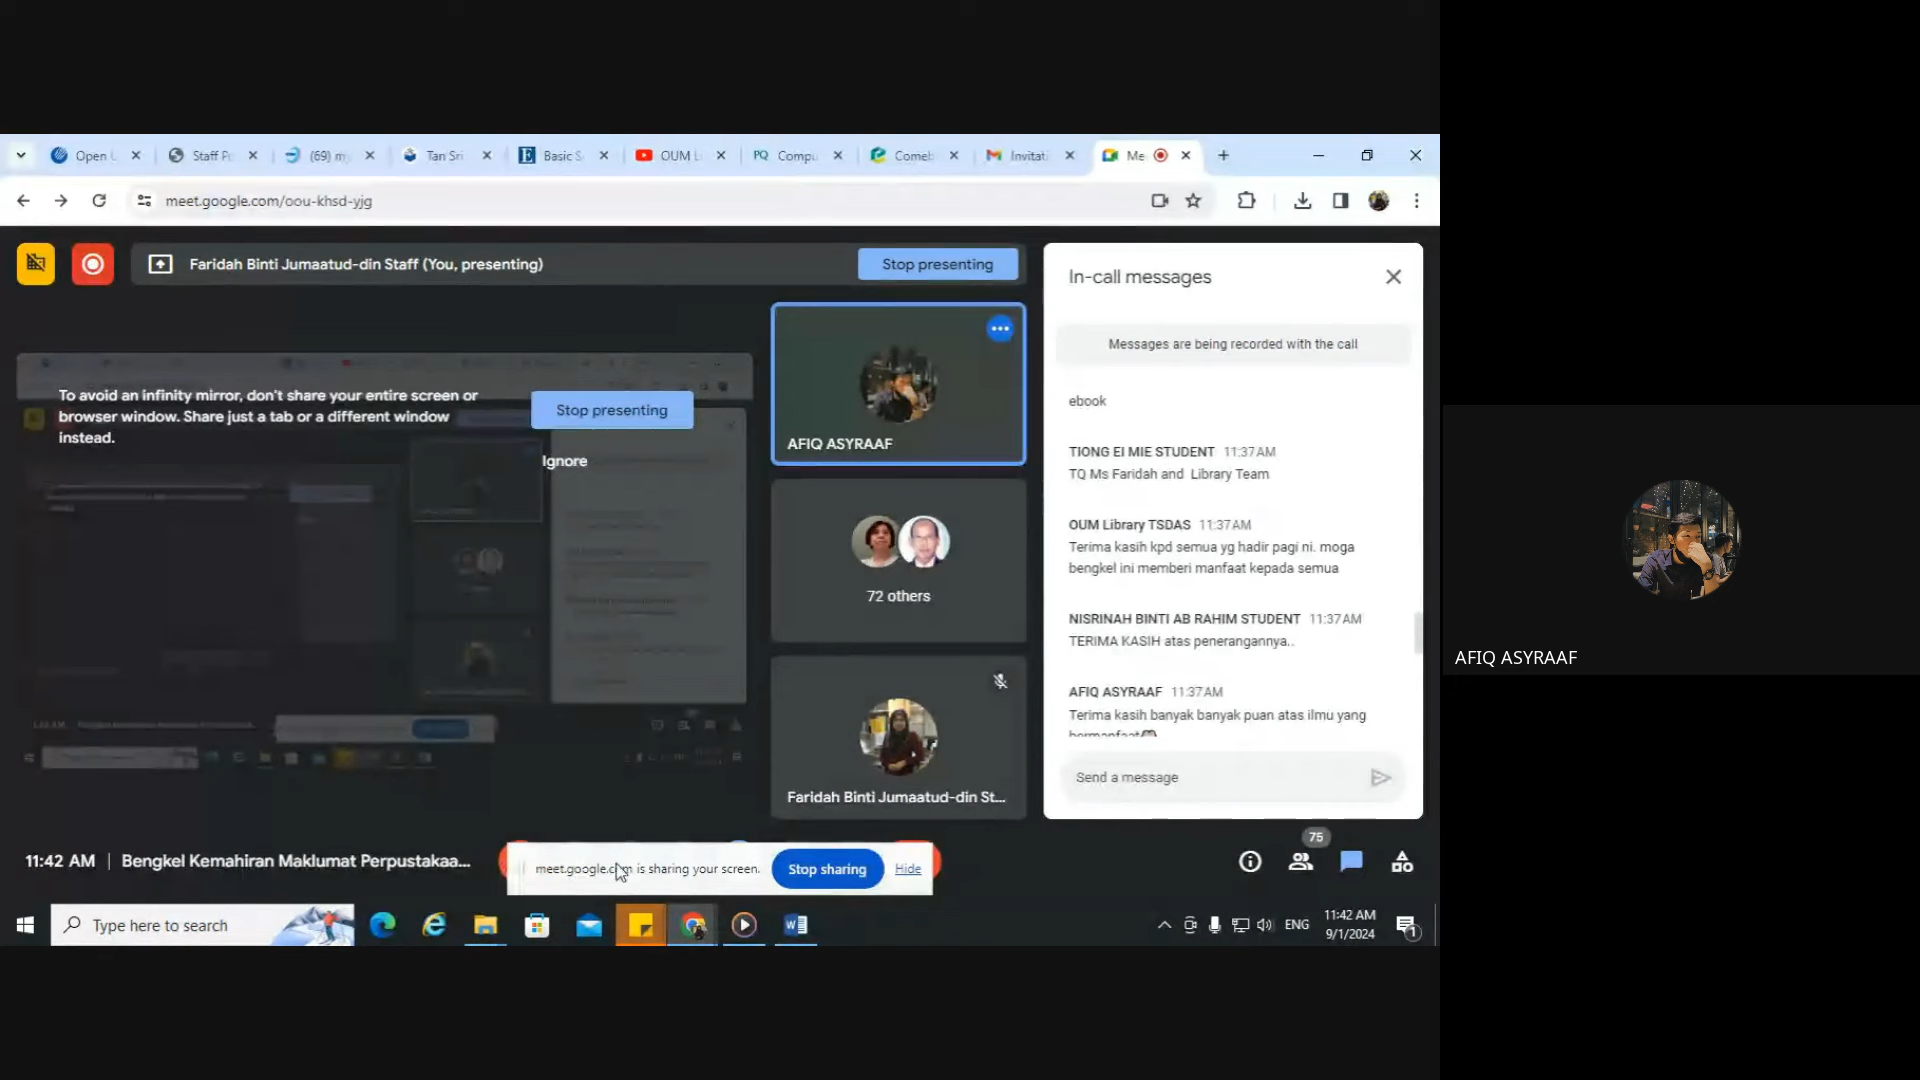 Open U
Staff Po
(69) m
Tan Sri
Basic S
OUM L
PQ Compu
Comeb
Invitati
Me
meet.google.com/oou-khsd-yjg
Faridah Binti Jumaatud-din Staff (You, presenting)
Stop presenting
To avoid an infinity mirror, don't share your entire screen or
browser window. Share just a tab or a different window
instead.
Stop presenting
Ignore
AFIQ ASYRAAF
72 others
Faridah Binti Jumaatud-din St...
In-call messages
Messages are being recorded with the call
ebook
TIONG EI MIE STUDENT 11:37 AM
TQ Ms Faridah and Library Team
OUM Library TSDAS 11:37 AM
Terima kasih kpd semua yg hadir pagi ni. moga
bengkel ini memberi manfaat kepada semua
NISRINAH BINTI AB RAHIM STUDENT 11:37 AM
TERIMA KASIH atas penerangannya..
AFIQ ASYRAAF 11:37 AM
Terima kasih banyak banyak puan atas ilmu yang
bermanfaat
Send a message
11:42 AM | Bengkel Kemahiran Maklumat Perpustakaa...
meet.google.com is sharing your screen.
Stop sharing
Hide
75
Type here to search
ENG
11:42 AM
9/1/2024
1
AFIQ ASYRAAF